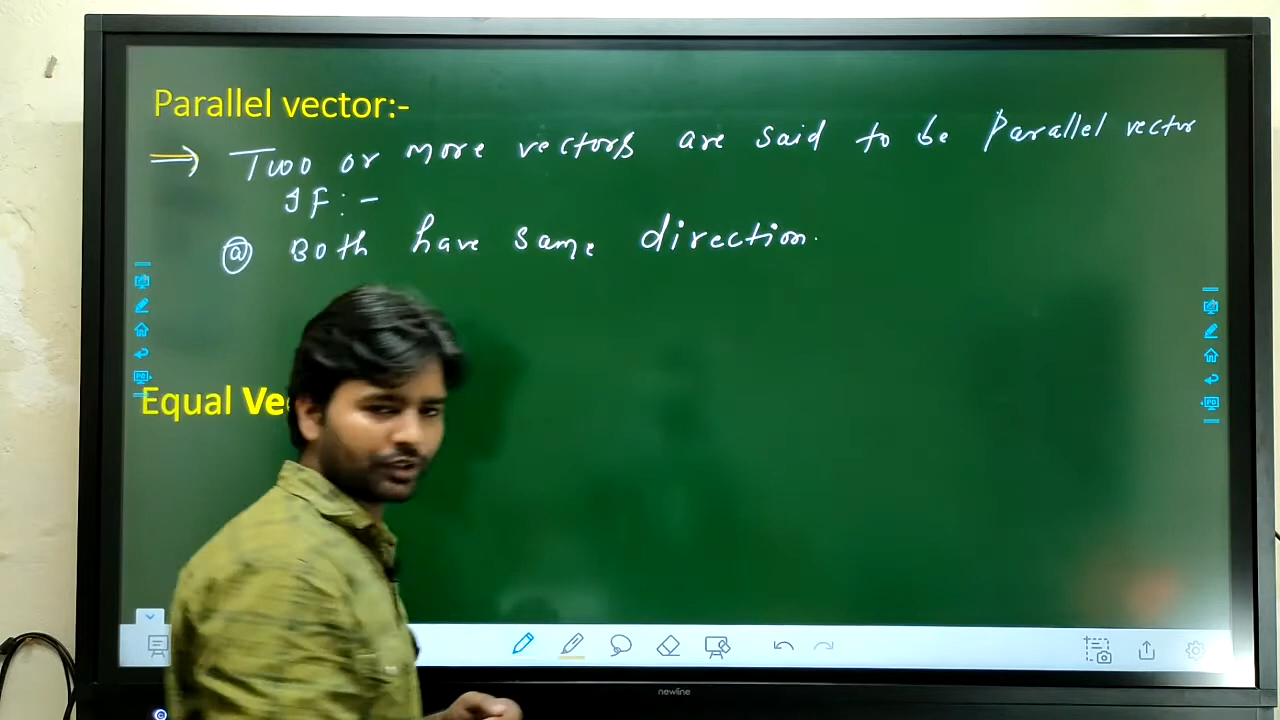 Parallel vector:-
⇒ Two or more vectors are said to be Parallel vector
IF:-
@ Both have same direction.
Equal Ve
newline